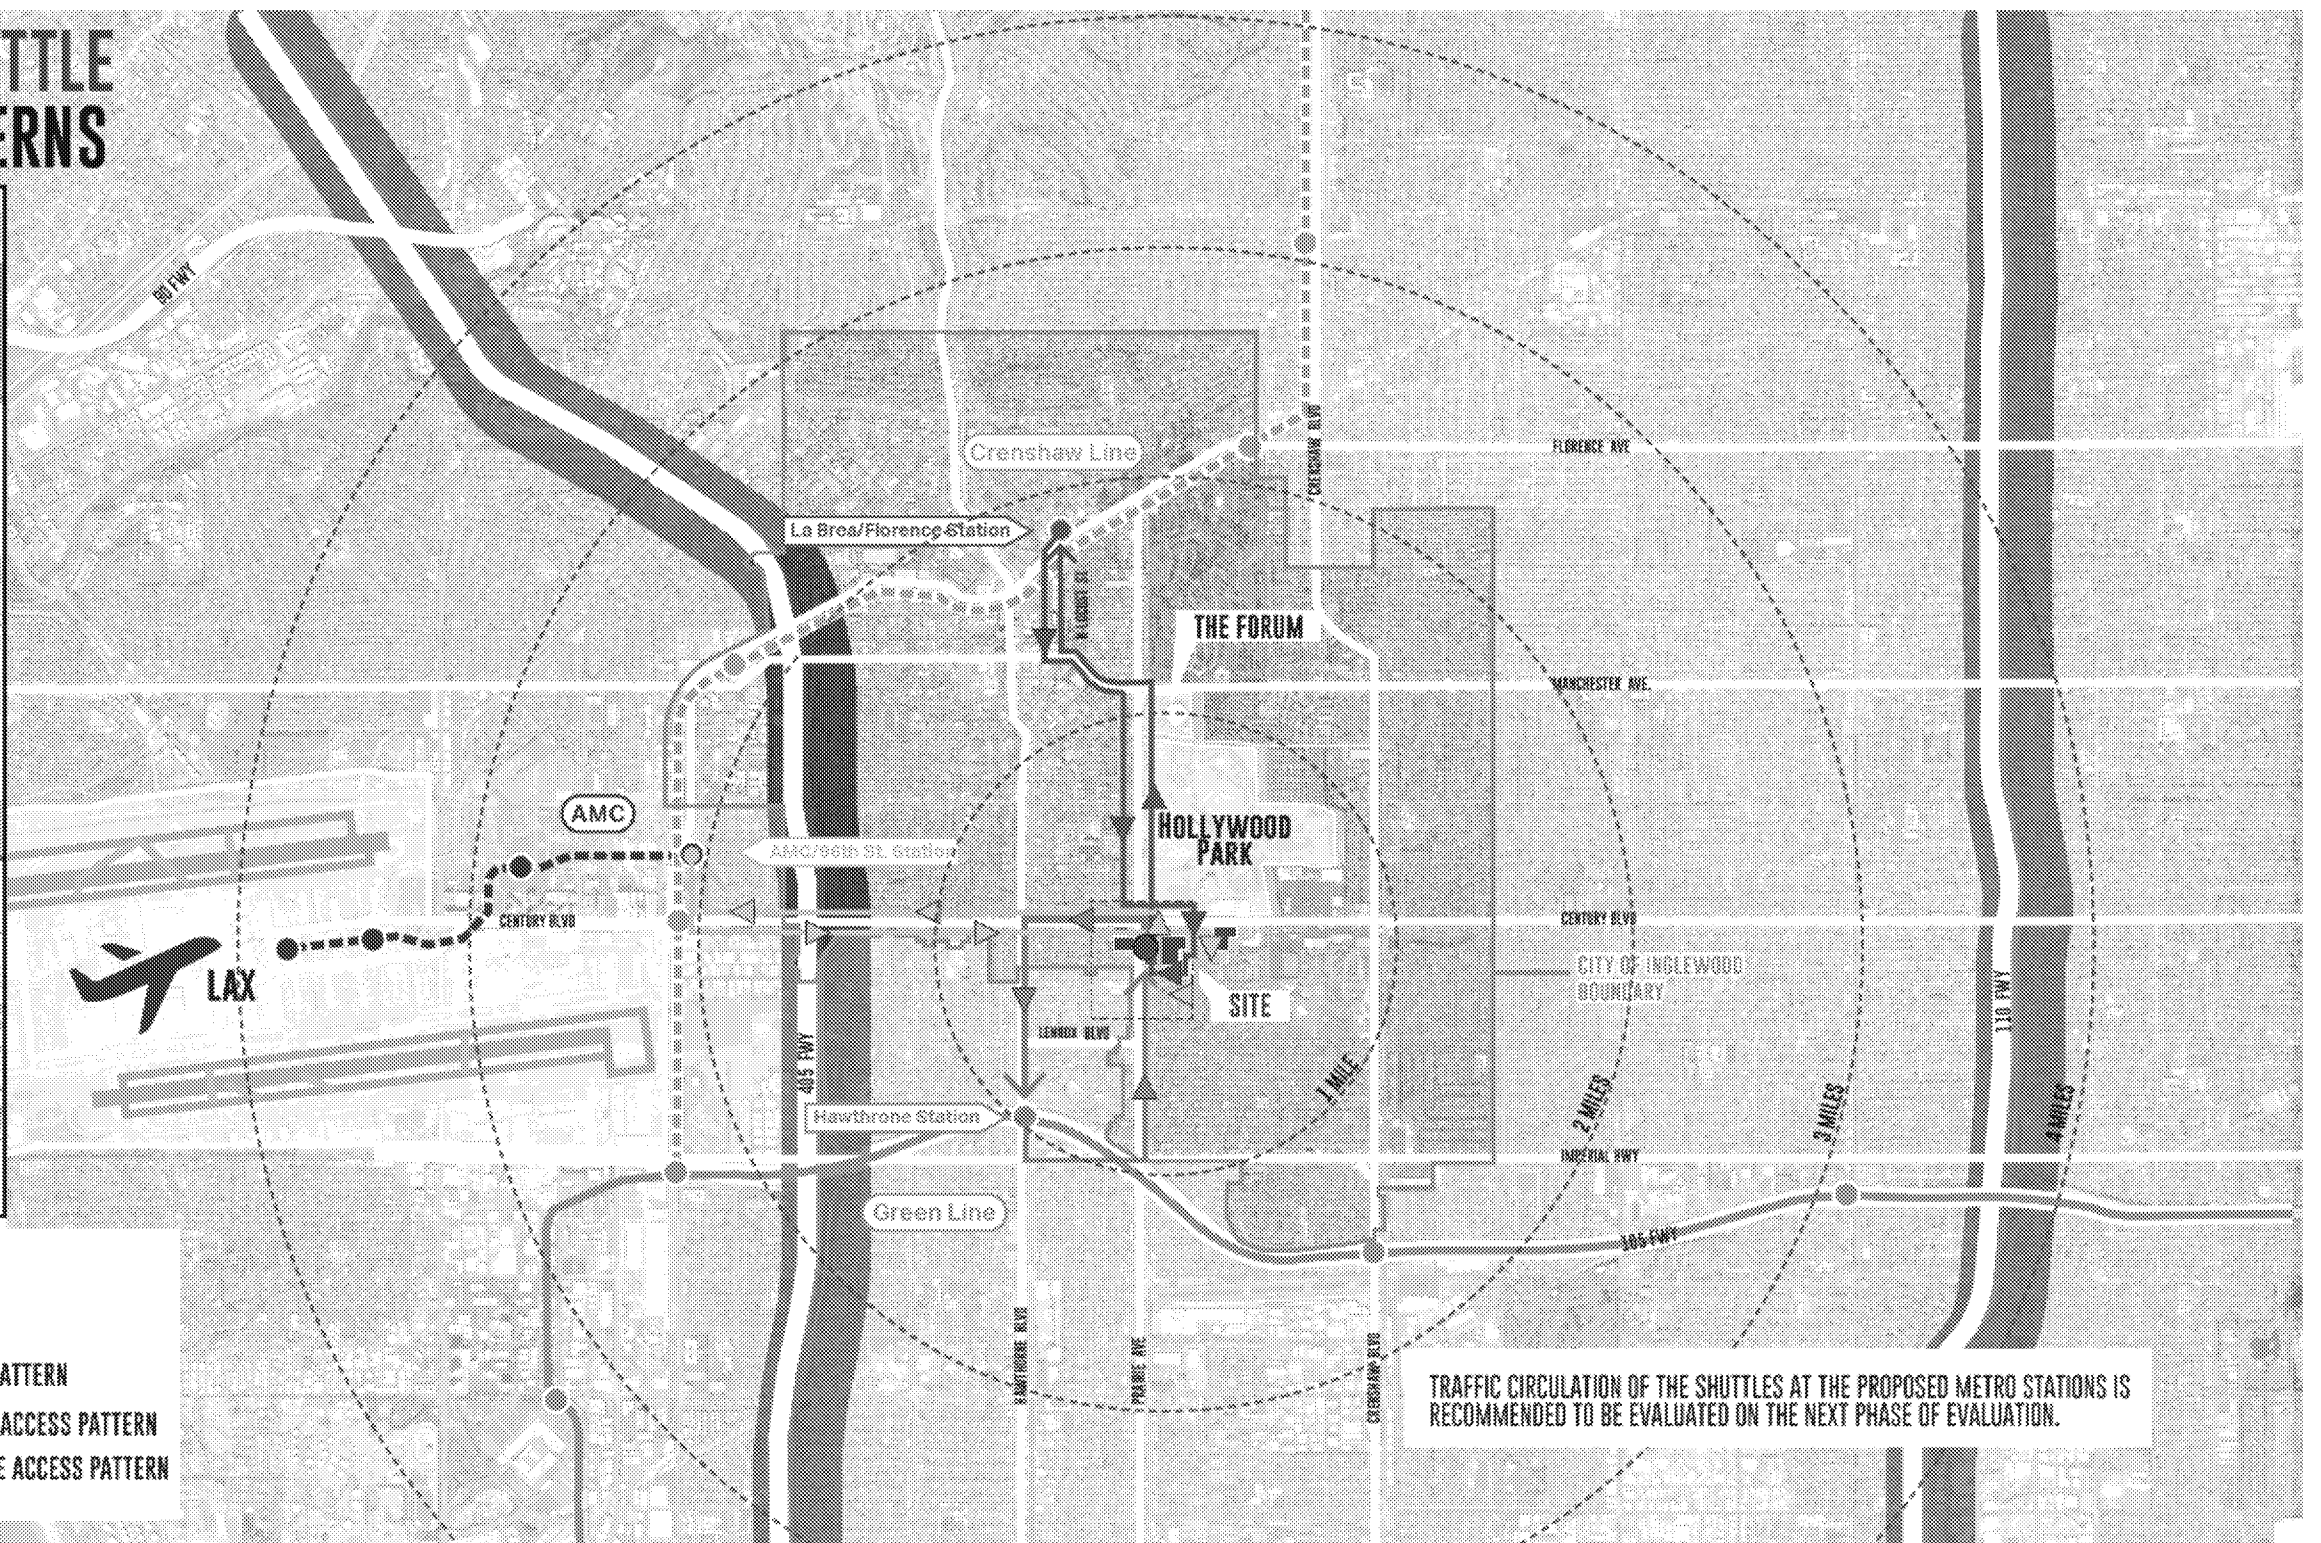 TTLE
ERNS
90 FWY
CRENSHAW BLVD
FLORENCE AVE
Crenshaw Line
La Brea/Florence Station
N LOCUST ST
THE FORUM
MANCHESTER AVE.
AMC
HOLLYWOOD
PARK
AMC/96th St. Station
CENTURY BLVD
CENTURY BLVD
LAX
CITY OF INGLEWOOD
BOUNDARY
SITE
110 FWY
LENNOX BLVD
405 FWY
1 MILE
2 MILES
3 MILES
4 MILES
Hawthrone Station
IMPERIAL HWY
Green Line
105 FWY
HAWTHORNE BLVD
PRAIRIE AVE
CRENSHAW BLVD
ATTERN
ACCESS PATTERN
E ACCESS PATTERN
TRAFFIC CIRCULATION OF THE SHUTTLES AT THE PROPOSED METRO STATIONS IS
RECOMMENDED TO BE EVALUATED ON THE NEXT PHASE OF EVALUATION.